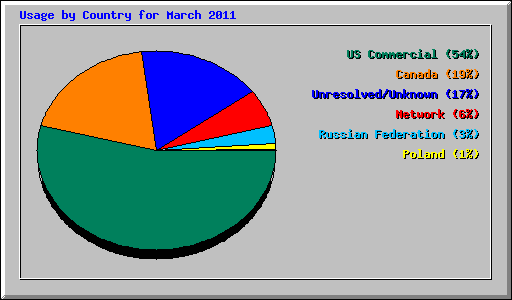 Usage by Country for March 2011
US Commercial (54%)
Canada (19%)
Unresolved/Unknown (17%)
Network (6%)
Russian Federation (3%)
Poland (1%)